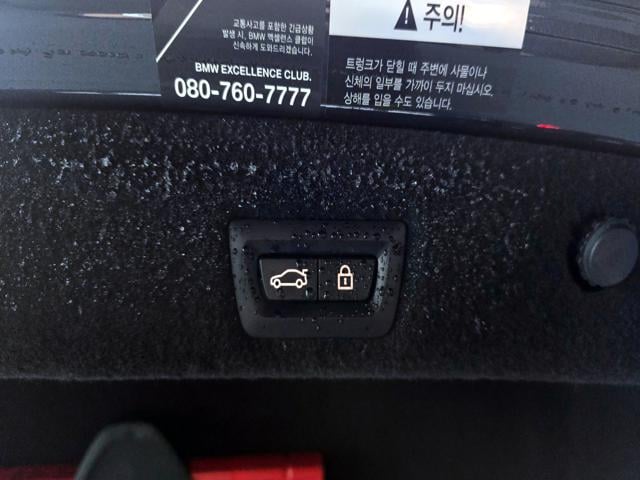 교통사고를 포함한 긴급상황
발생 시, BMW 엑셀런스 클럽이
신속하게 도와드리겠습니다.
BMW EXCELLENCE CLUB.
080-760-7777
주의!
트렁크가 닫힐 때 주변에 사물이나
신체의 일부를 가까이 두지 마십시오.
상해를 입을 수도 있습니다.